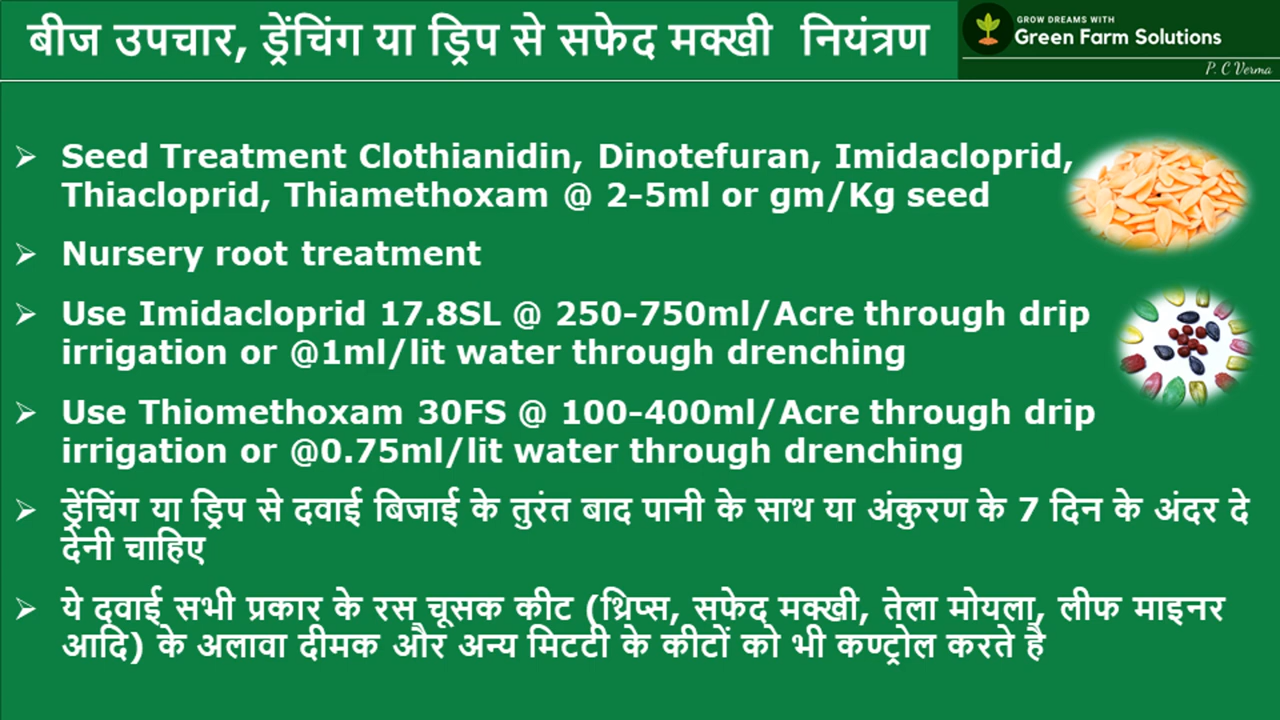 बीज उपचार, ड्रेंचिंग या ड्रिप से सफेद मक्खी नियंत्रण
GROW DREAMS WITH
Green Farm Solutions
P. C Verma
Seed Treatment Clothianidin, Dinotefuran, Imidacloprid,
Thiacloprid, Thiamethoxam @ 2-5ml or gm/Kg seed
Nursery root treatment
Use Imidacloprid 17.8SL @ 250-750ml/Acre through drip
irrigation or @1ml/lit water through drenching
Use Thiomethoxam 30FS @ 100-400ml/Acre through drip
irrigation or @0.75ml/lit water through drenching
ड्रेंचिंग या ड्रिप से दवाई बिजाई के तुरंत बाद पानी के साथ या अंकुरण के 7 दिन के अंदर दे
देनी चाहिए
ये दवाई सभी प्रकार के रस चूसक कीट (थ्रिप्स, सफेद मक्खी, तेला मोयला, लीफ माइनर
आदि) के अलावा दीमक और अन्य मिटटी के कीटों को भी कण्ट्रोल करते है